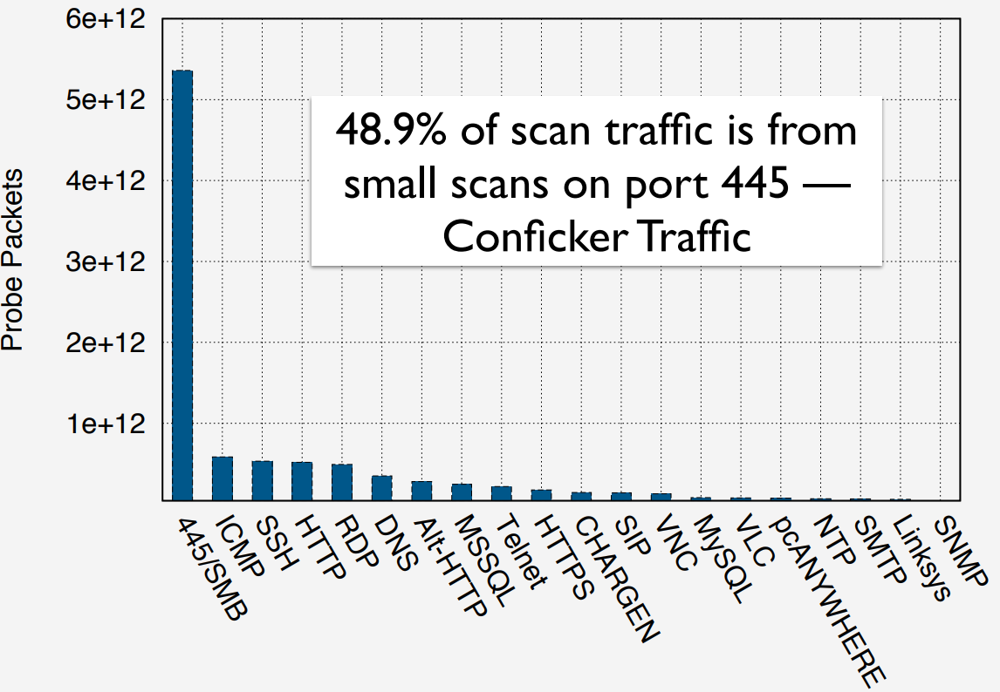 6e+12
5e+12
4e+12
3e+12
2e+12
1e+12
Probe Packets
48.9% of scan traffic is from
small scans on port 445 —
Conficker Traffic
445/SMB
ICMP
SSH
HTTP
RDP
DNS
Alt-HTTP
MSSQL
Telnet
HTTPS
CHARGEN
SIP
VNC
MySQL
VLC
pcANYWHERE
NTP
SMTP
Linksys
SNMP